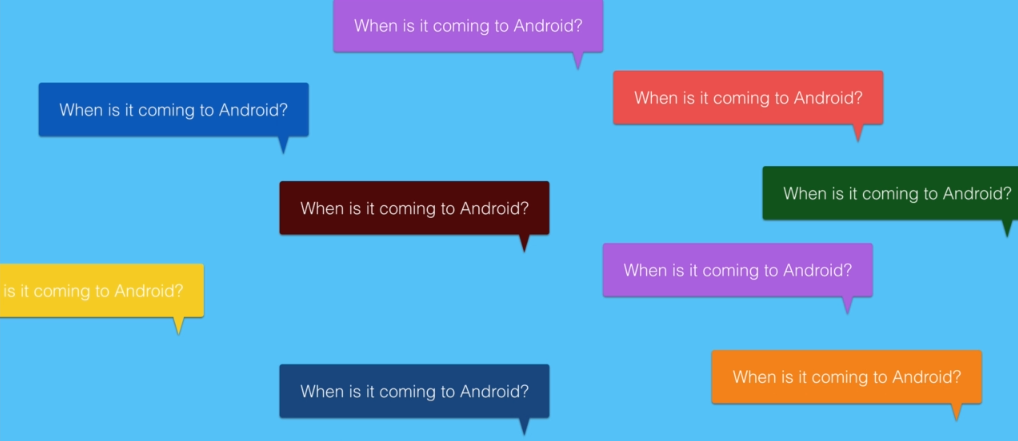 When is it coming to Android?
When is it coming to Android?
When is it coming to Android?
When is it coming to Android?
When is it coming to Android?
When is it coming to Android?
is it coming to Android?
When is it coming to Android?
When is it coming to Android?